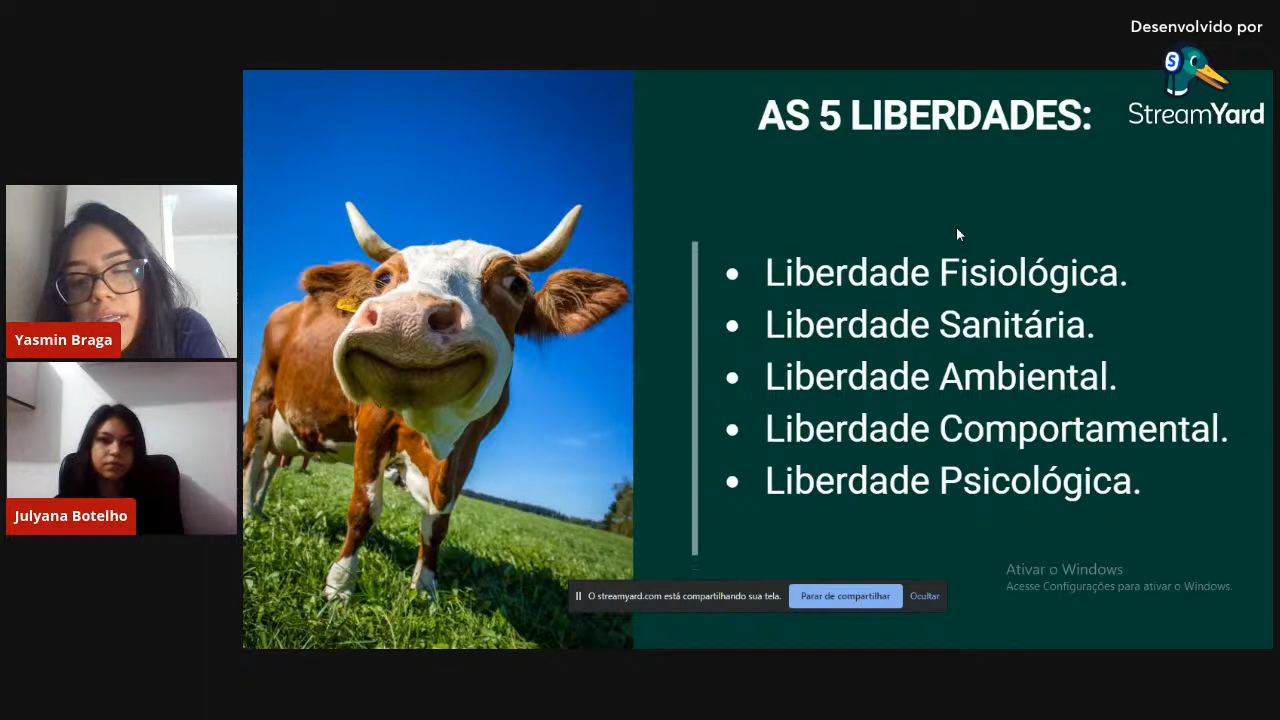 Desenvolvido por
StreamYard
AS 5 LIBERDADES:
• Liberdade Fisiológica.
• Liberdade Sanitária.
• Liberdade Ambiental.
• Liberdade Comportamental.
• Liberdade Psicológica.
Yasmin Braga
Julyana Botelho
Ativar o Windows
Acesse Configurações para ativar o Windows.
O streamyard.com está compartilhando sua tela. Parar de compartilhar Ocultar